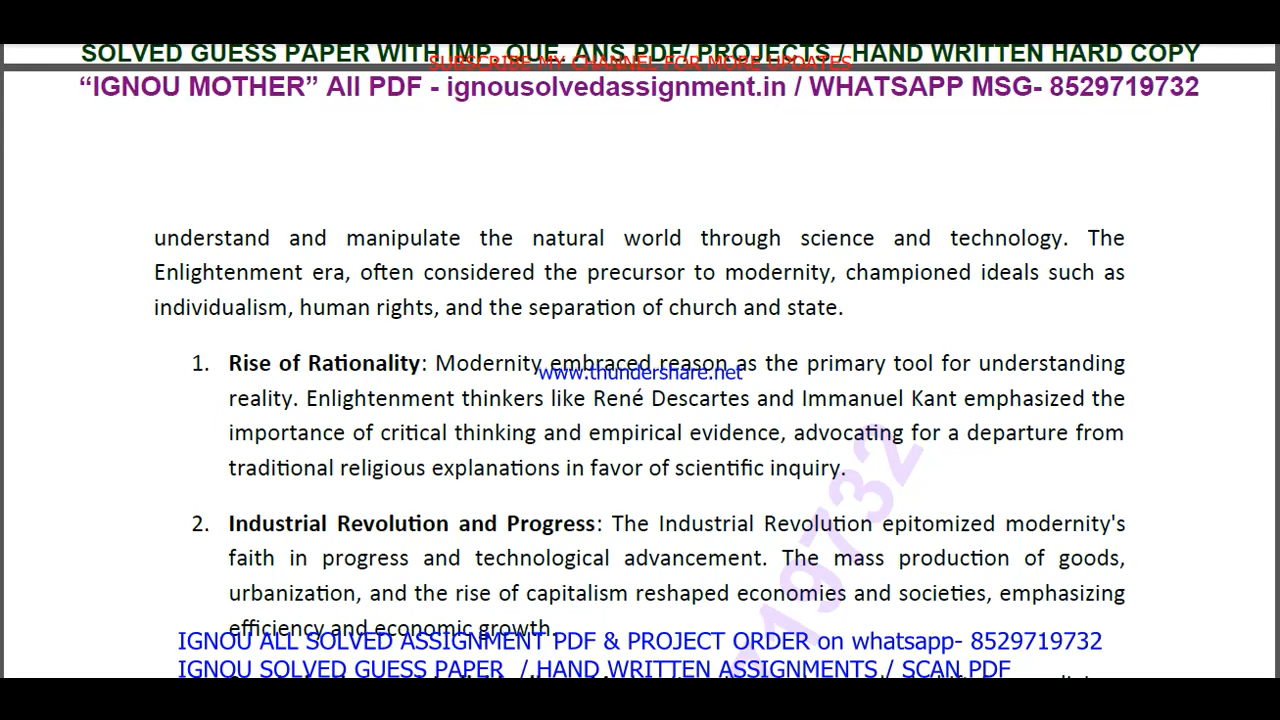 SOLVED GUESS PAPER WITH IMP. QUE. ANS PDF/ PROJECTS / HAND WRITTEN HARD COPY
SUBSCRIBE MY CHANNEL FOR MORE UPDATES
“IGNOU MOTHER” All PDF - ignousolvedassignment.in / WHATSAPP MSG- 8529719732
understand and manipulate the natural world through science and technology. The
Enlightenment era, often considered the precursor to modernity, championed ideals such as
individualism, human rights, and the separation of church and state.
1. Rise of Rationality: Modernity embraced reason as the primary tool for understanding
www.thundershare.net
reality. Enlightenment thinkers like René Descartes and Immanuel Kant emphasized the
importance of critical thinking and empirical evidence, advocating for a departure from
traditional religious explanations in favor of scientific inquiry.
19732
2. Industrial Revolution and Progress: The Industrial Revolution epitomized modernity's
faith in progress and technological advancement. The mass production of goods,
urbanization, and the rise of capitalism reshaped economies and societies, emphasizing
efficiency and economic growth.
IGNOU ALL SOLVED ASSIGNMENT PDF & PROJECT ORDER on whatsapp- 8529719732
IGNOU SOLVED GUESS PAPER / HAND WRITTEN ASSIGNMENTS / SCAN PDF